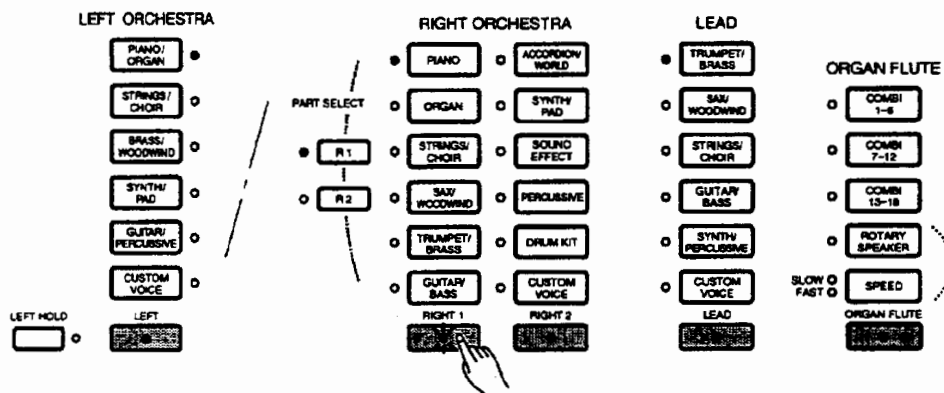 LEFT ORCHESTRA
PIANO/
ORGAN
STRINGS/
CHOIR
BRASS/
WOODWIND
SYNTH/
PAD
GUITAR/
PERCUSSIVE
CUSTOM
VOICE
LEFT HOLD
LEFT
PART SELECT
R 1
R 2
RIGHT ORCHESTRA
PIANO
ORGAN
STRINGS/
CHOIR
SAX/
WOODWIND
TRUMPET/
BRASS
GUITAR/
BASS
RIGHT 1
ACCORDION/
WORLD
SYNTH/
PAD
SOUND
EFFECT
PERCUSSIVE
DRUM KIT
CUSTOM
VOICE
RIGHT 2
LEAD
TRUMPET/
BRASS
SAX/
WOODWIND
STRINGS/
CHOIR
GUITAR/
BASS
SYNTH/
PERCUSSIVE
CUSTOM
VOICE
LEAD
ORGAN FLUTE
COMBI
1-6
COMBI
7-12
COMBI
13-18
ROTARY
SPEAKER
SLOW
FAST
SPEED
ORGAN FLUTE